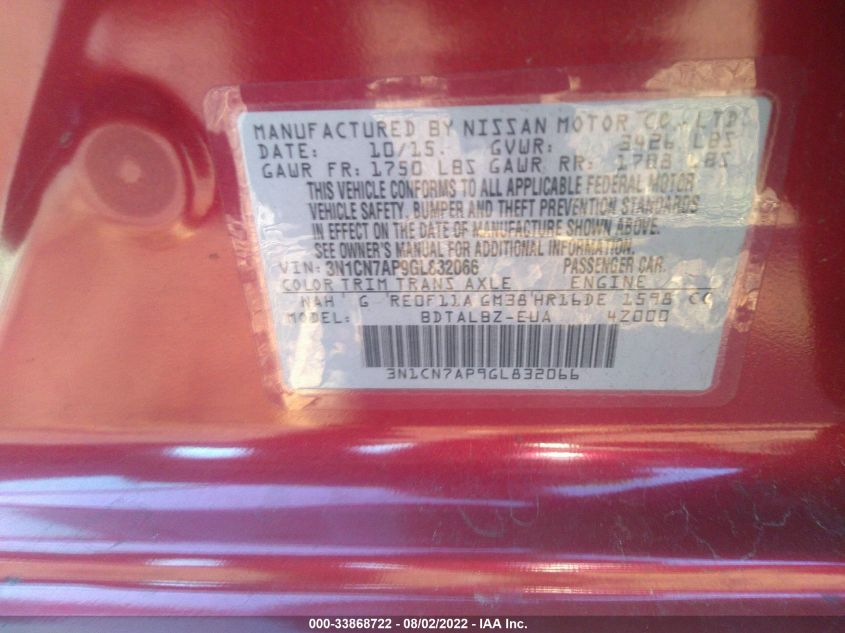 MANUFACTURED BY NISSAN MOTOR CO., LTD.
DATE: 10/15. GVWR: 3426 LBS
GAWR FR: 1750 LBS GAWR RR: 1708 LBS
THIS VEHICLE CONFORMS TO ALL APPLICABLE FEDERAL MOTOR
VEHICLE SAFETY, BUMPER AND THEFT PREVENTION STANDARDS
IN EFFECT ON THE DATE OF MANUFACTURE SHOWN ABOVE.
SEE OWNER'S MANUAL FOR ADDITIONAL INFORMATION.
VIN: 3N1CN7AP9GL832066 PASSENGER CAR.
COLOR TRIM TRANS AXLE ENGINE
NAH G RE0F11A GM38 HR16DE 1598 CC
MODEL: BDTALBZ-EUA 4Z000
3N1CN7AP9GL832066
000-33868722 - 08/02/2022 - IAA Inc.